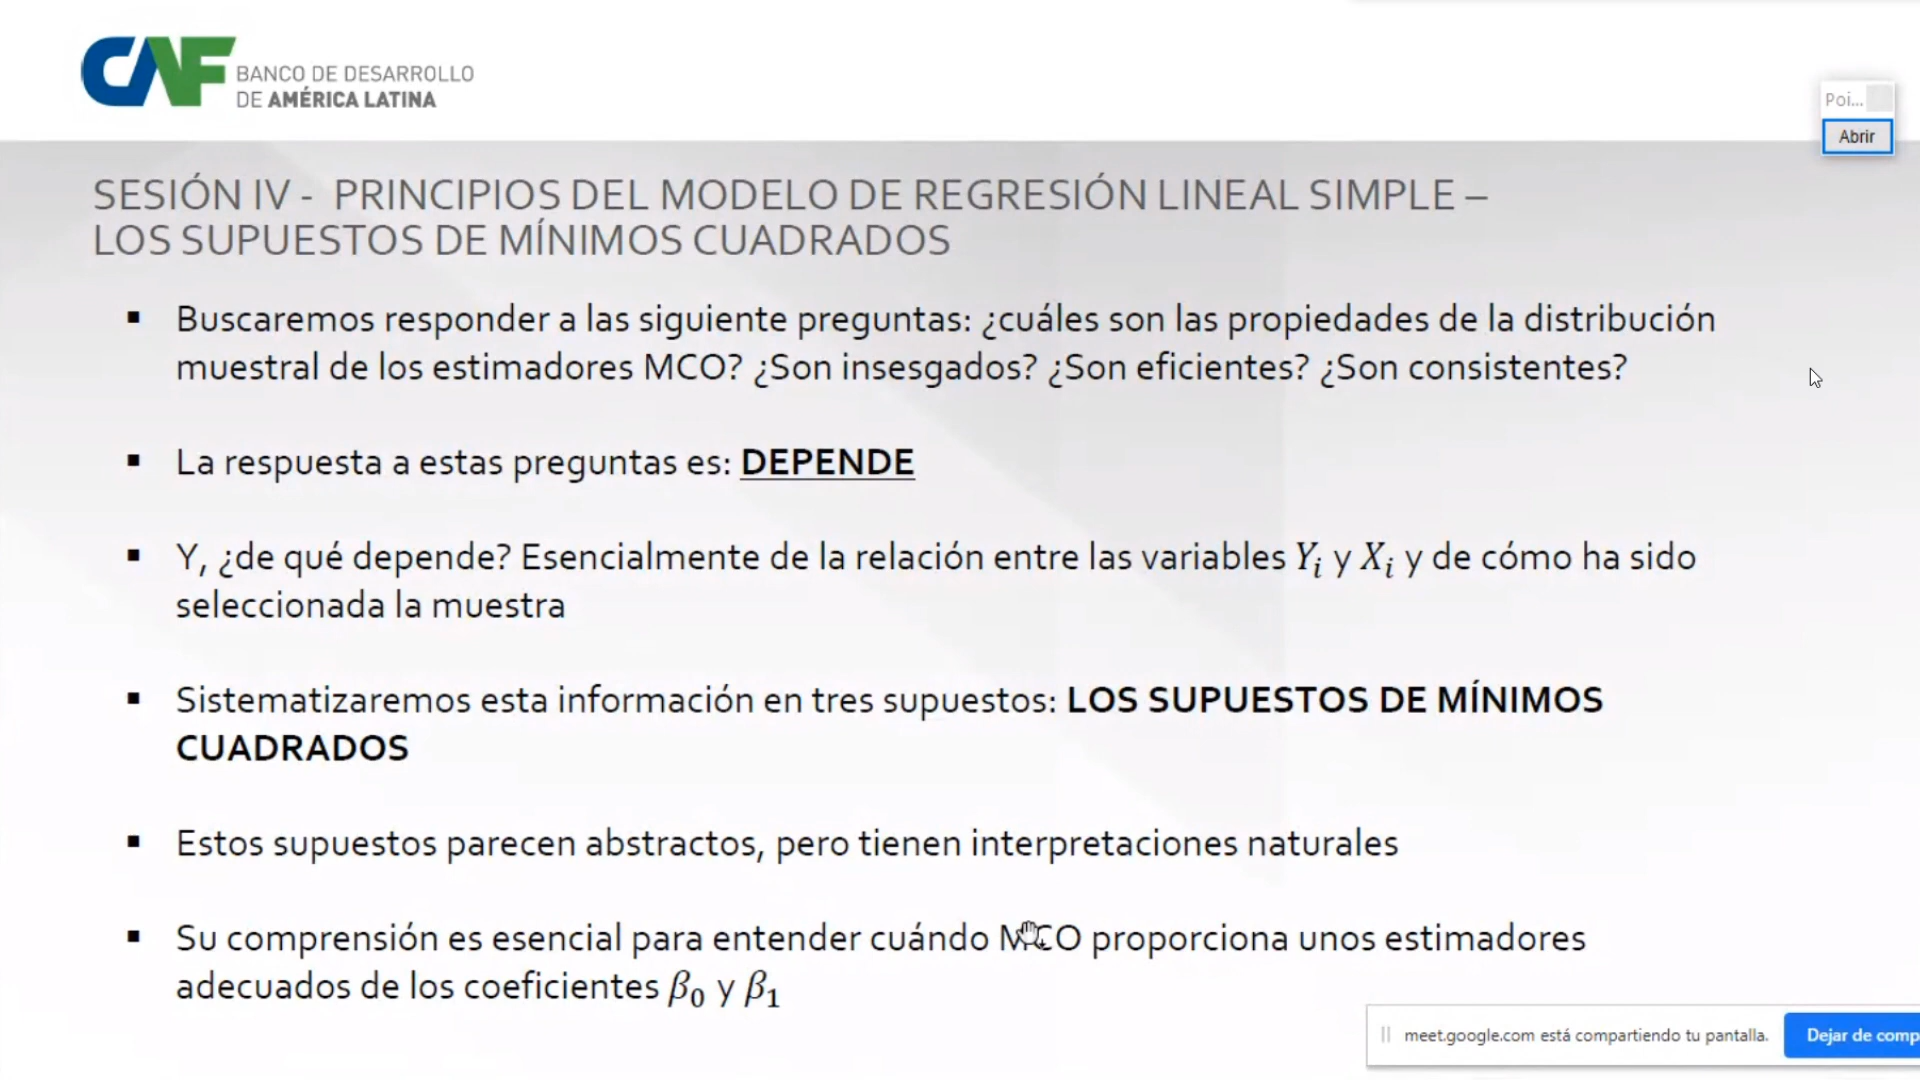 CAF BANCO DE DESARROLLO
DE AMÉRICA LATINA
Poi...
Abrir
SESIÓN IV - PRINCIPIOS DEL MODELO DE REGRESIÓN LINEAL SIMPLE –
LOS SUPUESTOS DE MÍNIMOS CUADRADOS
▪ Buscaremos responder a las siguiente preguntas: ¿cuáles son las propiedades de la distribución
muestral de los estimadores MCO? ¿Son insesgados? ¿Son eficientes? ¿Son consistentes?
▪ La respuesta a estas preguntas es: DEPENDE
▪ Y, ¿de qué depende? Esencialmente de la relación entre las variables Yᵢ y Xᵢ y de cómo ha sido
seleccionada la muestra
▪ Sistematizaremos esta información en tres supuestos: LOS SUPUESTOS DE MÍNIMOS
CUADRADOS
▪ Estos supuestos parecen abstractos, pero tienen interpretaciones naturales
▪ Su comprensión es esencial para entender cuándo MCO proporciona unos estimadores
adecuados de los coeficientes β₀ y β₁
meet.google.com está compartiendo tu pantalla.
Dejar de comp